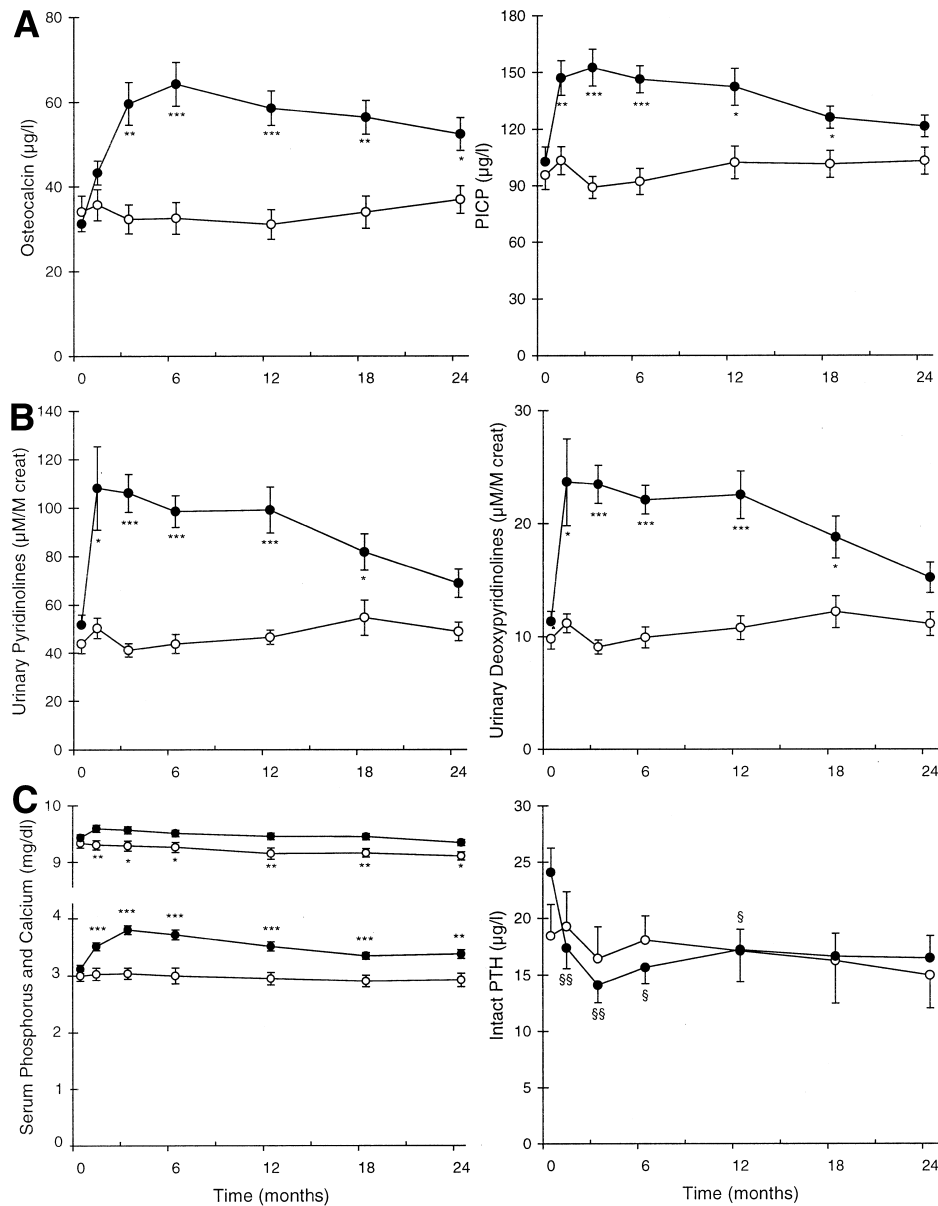 A
80
60
40
20
0
Osteocalcin (µg/l)
** *** *** ** *
0 6 12 18 24
180
150
120
90
60
30
0
PICP (µg/l)
** *** *** * *
0 6 12 18 24
B
140
120
100
80
60
40
20
0
Urinary Pyridinolines (µM/M creat)
* *** *** *** *
0 6 12 18 24
30
20
10
0
Urinary Deoxypyridinolines (µM/M creat)
* *** *** *** *
0 6 12 18 24
C
10
9
4
3
2
1
0
Serum Phosphorus and Calcium (mg/dl)
** * * ** ** *
*** *** *** *** *** **
0 6 12 18 24
Time (months)
30
25
20
15
10
5
0
Intact PTH (µg/l)
§§ §§ § §
0 6 12 18 24
Time (months)